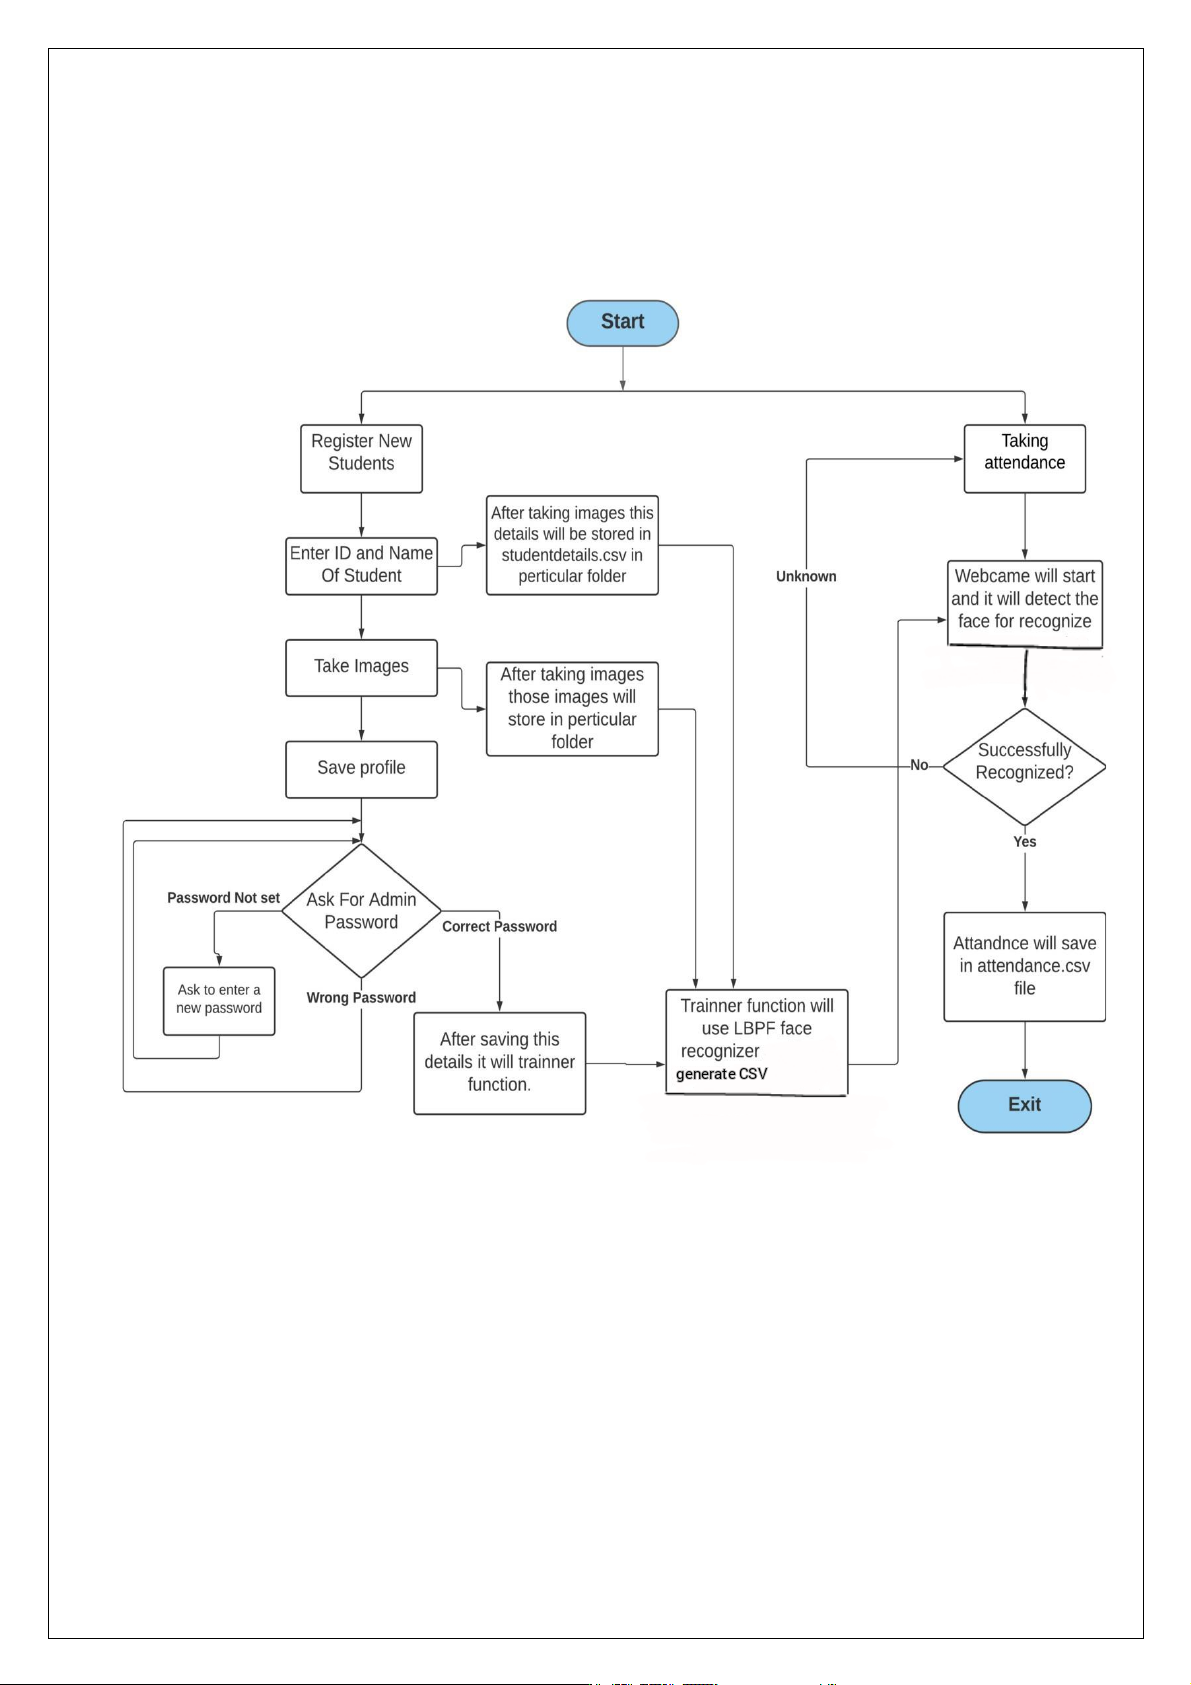 Start
Register New
Students
Enter ID and Name
Of Student
After taking images this
details will be stored in
studentdetails.csv in
perticular folder
Take Images
After taking images
those images will
store in perticular
folder
Save profile
Password Not set
Ask For Admin
Password
Correct Password
Wrong Password
Ask to enter a
new password
After saving this
details it will trainner
function.
Trainner function will
use LBPF face
recognizer
generate CSV
Taking
attendance
Unknown
Webcame will start
and it will detect the
face for recognize
Successfully
Recognized?
No
Yes
Attandnce will save
in attendance.csv
file
Exit